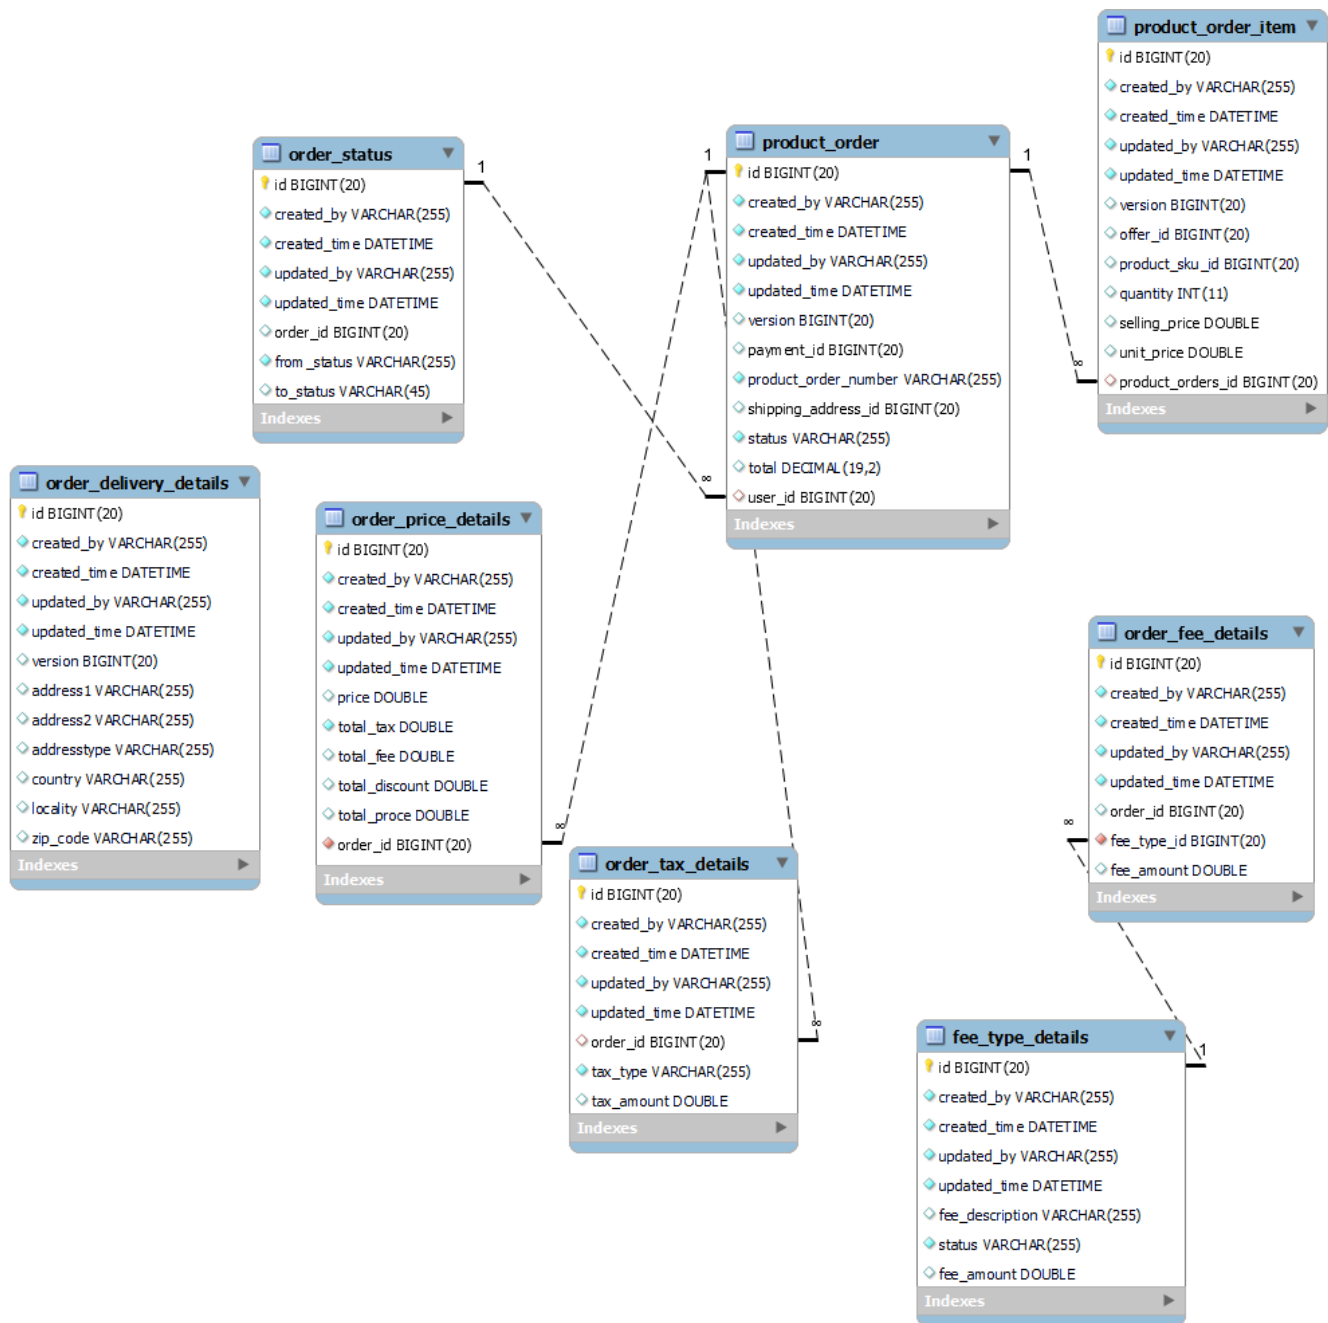 product_order_item
id BIGINT(20)
created_by VARCHAR(255)
created_time DATETIME
updated_by VARCHAR(255)
updated_time DATETIME
version BIGINT(20)
offer_id BIGINT(20)
product_sku_id BIGINT(20)
quantity INT(11)
selling_price DOUBLE
unit_price DOUBLE
product_orders_id BIGINT(20)
Indexes
product_order
id BIGINT(20)
created_by VARCHAR(255)
created_time DATETIME
updated_by VARCHAR(255)
updated_time DATETIME
version BIGINT(20)
payment_id BIGINT(20)
product_order_number VARCHAR(255)
shipping_address_id BIGINT(20)
status VARCHAR(255)
total DECIMAL(19,2)
user_id BIGINT(20)
Indexes
1
1
∞
∞
order_status
id BIGINT(20)
created_by VARCHAR(255)
created_time DATETIME
updated_by VARCHAR(255)
updated_time DATETIME
order_id BIGINT(20)
from_status VARCHAR(255)
to_status VARCHAR(45)
Indexes
1
order_delivery_details
id BIGINT(20)
created_by VARCHAR(255)
created_time DATETIME
updated_by VARCHAR(255)
updated_time DATETIME
version BIGINT(20)
address1 VARCHAR(255)
address2 VARCHAR(255)
addresstype VARCHAR(255)
country VARCHAR(255)
locality VARCHAR(255)
zip_code VARCHAR(255)
Indexes
order_price_details
id BIGINT(20)
created_by VARCHAR(255)
created_time DATETIME
updated_by VARCHAR(255)
updated_time DATETIME
price DOUBLE
total_tax DOUBLE
total_fee DOUBLE
total_discount DOUBLE
total_proce DOUBLE
order_id BIGINT(20)
Indexes
∞
order_tax_details
id BIGINT(20)
created_by VARCHAR(255)
created_time DATETIME
updated_by VARCHAR(255)
updated_time DATETIME
order_id BIGINT(20)
tax_type VARCHAR(255)
tax_amount DOUBLE
Indexes
∞
order_fee_details
id BIGINT(20)
created_by VARCHAR(255)
created_time DATETIME
updated_by VARCHAR(255)
updated_time DATETIME
order_id BIGINT(20)
fee_type_id BIGINT(20)
fee_amount DOUBLE
Indexes
∞
fee_type_details
id BIGINT(20)
created_by VARCHAR(255)
created_time DATETIME
updated_by VARCHAR(255)
updated_time DATETIME
fee_description VARCHAR(255)
status VARCHAR(255)
fee_amount DOUBLE
Indexes
1